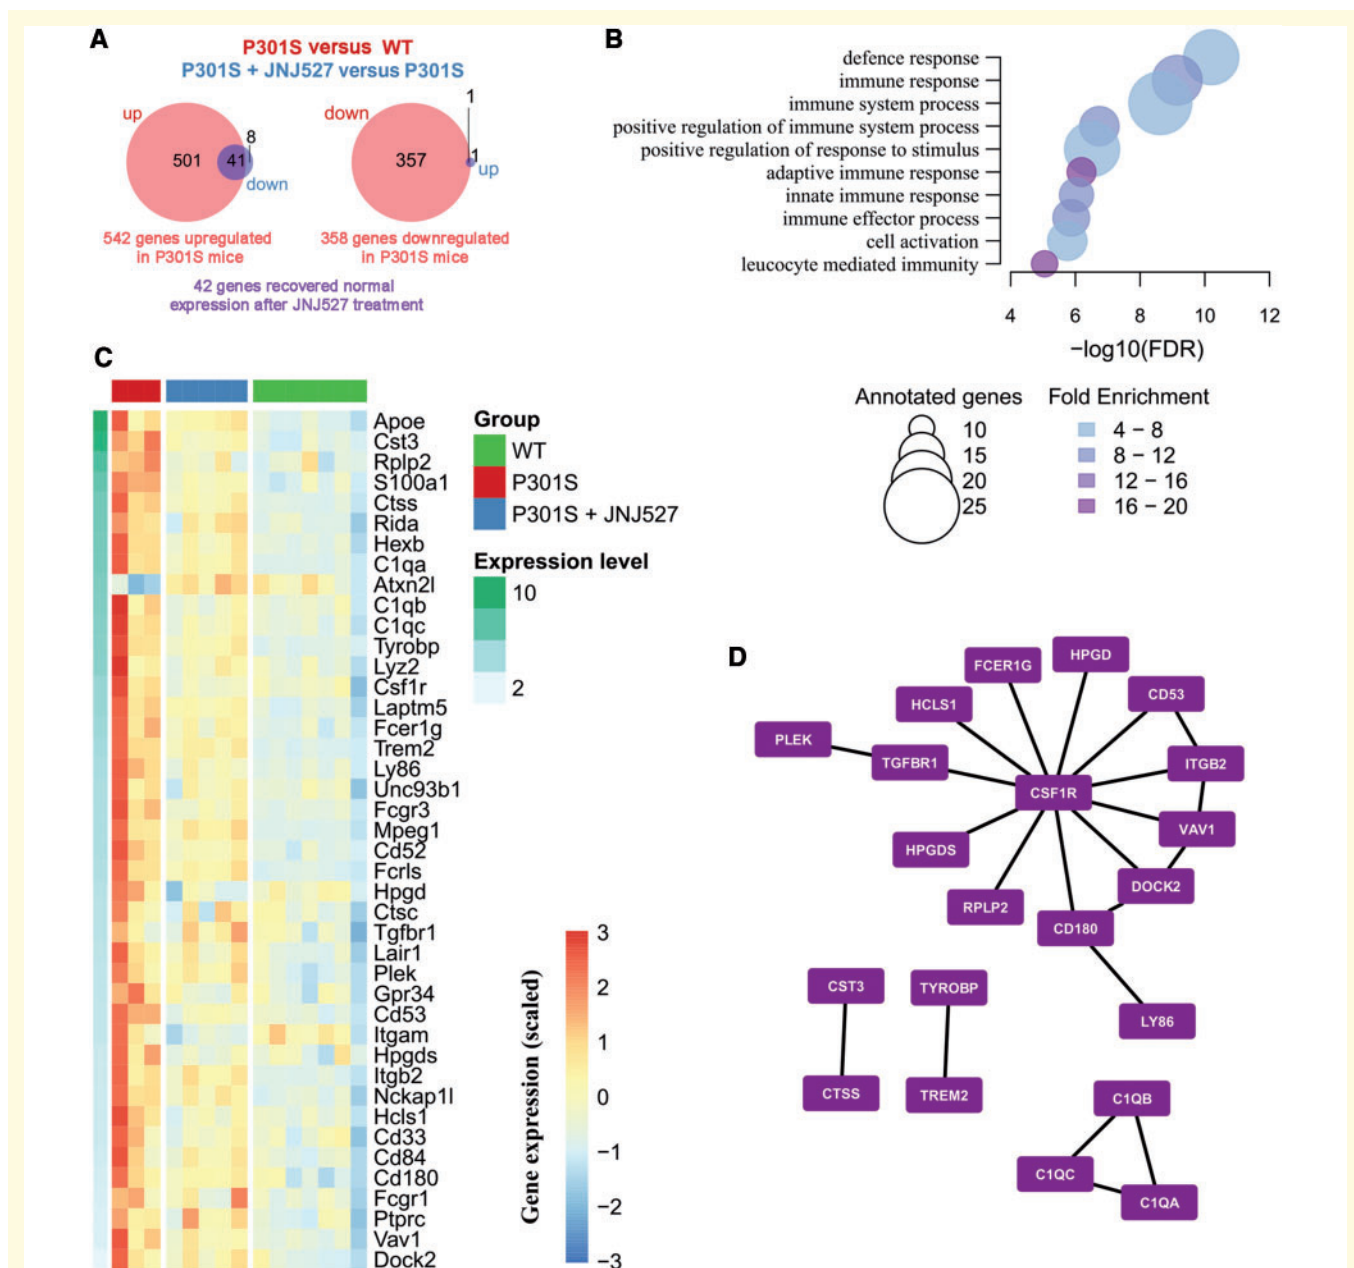 A
P301S versus WT
P301S + JNJ527 versus P301S
up
501
41
8
down
down
357
1
1
up
542 genes upregulated
in P301S mice
358 genes downregulated
in P301S mice
42 genes recovered normal
expression after JNJ527 treatment
B
defence response
immune response
immune system process
positive regulation of immune system process
positive regulation of response to stimulus
adaptive immune response
innate immune response
immune effector process
cell activation
leucocyte mediated immunity
4 6 8 10 12
−log10(FDR)
Annotated genes
10
15
20
25
Fold Enrichment
4 − 8
8 − 12
12 − 16
16 − 20
C
Apoe
Cst3
Rplp2
S100a1
Ctss
Rida
Hexb
C1qa
Atxn2l
C1qb
C1qc
Tyrobp
Lyz2
Csf1r
Laptm5
Fcer1g
Trem2
Ly86
Unc93b1
Fcgr3
Mpeg1
Cd52
Fcrls
Hpgd
Ctsc
Tgfbr1
Lair1
Plek
Gpr34
Cd53
Itgam
Hpgds
Itgb2
Nckap1l
Hcls1
Cd33
Cd84
Cd180
Fcgr1
Ptprc
Vav1
Dock2
Group
WT
P301S
P301S + JNJ527
Expression level
10
2
Gene expression (scaled)
3
2
1
0
−1
−2
−3
D
FCER1G
HPGD
HCLS1
CD53
PLEK
TGFBR1
ITGB2
CSF1R
HPGDS
VAV1
RPLP2
DOCK2
CD180
CST3
TYROBP
LY86
CTSS
TREM2
C1QB
C1QC
C1QA